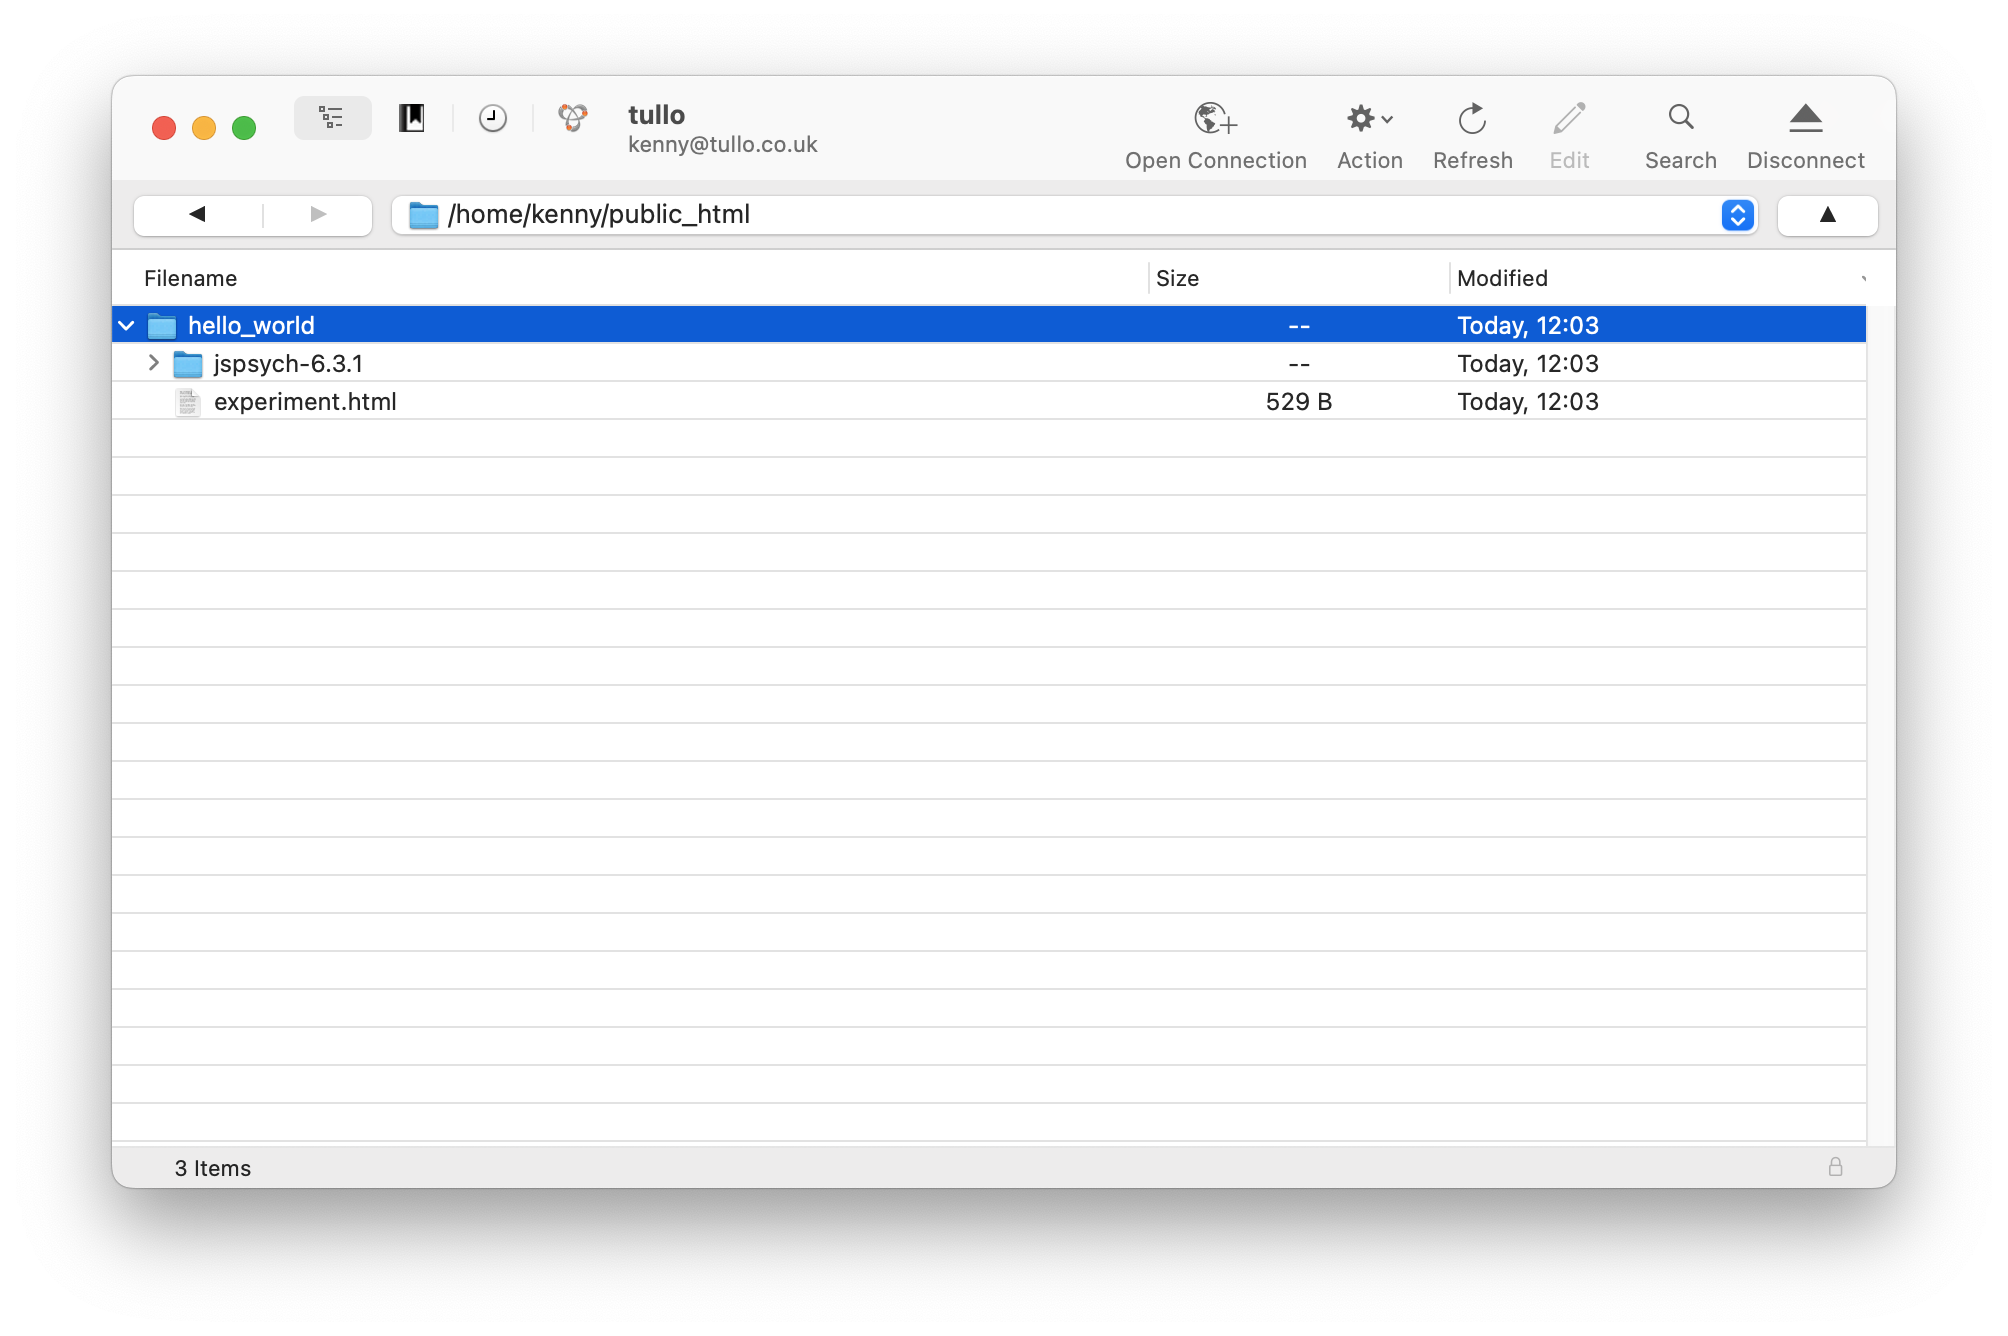 tullo
kenny@tullo.co.uk
Open Connection
Action
Refresh
Edit
Search
Disconnect
/home/kenny/public_html
Filename Size Modified
hello_world -- Today, 12:03
jspsych-6.3.1 -- Today, 12:03
experiment.html 529 B Today, 12:03
3 Items